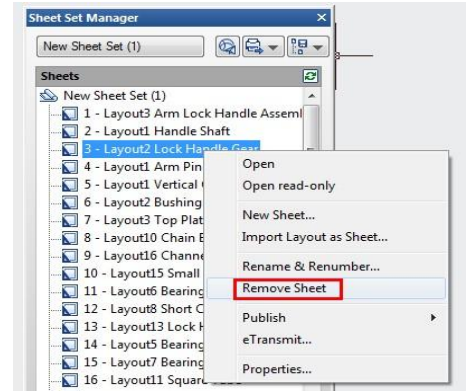 Sheet Set Manager
New Sheet Set (1)
Sheets
New Sheet Set (1)
1 - Layout3 Arm Lock Handle Asseml
2 - Layout1 Handle Shaft
3 - Layout2 Lock Handle Gear
4 - Layout1 Arm Pin
5 - Layout1 Vertical
6 - Layout2 Bushing
7 - Layout3 Top Plat
8 - Layout10 Chain
9 - Layout16 Channe
10 - Layout15 Small
11 - Layout6 Bearing
12 - Layout8 Short C
13 - Layout13 Lock
14 - Layout5 Bearing
15 - Layout7 Bearing
16 - Layout11 Square
Open
Open read-only
New Sheet...
Import Layout as Sheet...
Rename & Renumber...
Remove Sheet
Publish
eTransmit...
Properties...